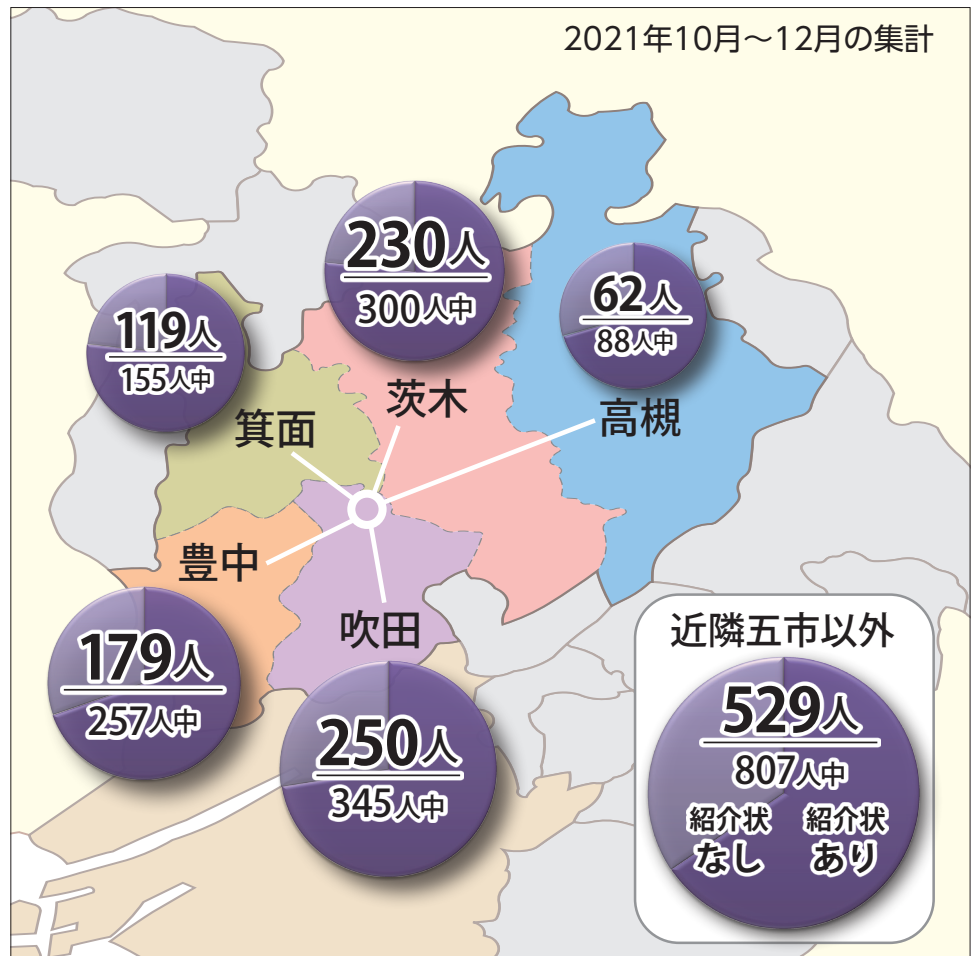 2021年10月～12月の集計
230人
300人中
茨木
62人
88人中
高槻
119人
155人中
箕面
豊中
179人
257人中
吹田
250人
345人中
近隣五市以外
529人
807人中
紹介状
なし
紹介状
あり